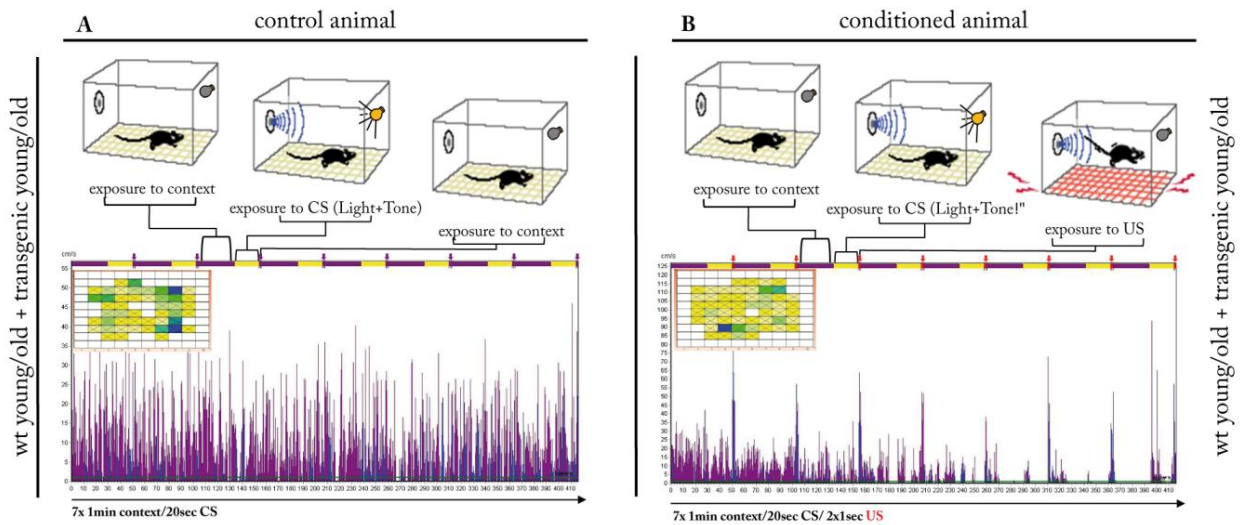 A
control animal
wt young/old + transgenic young/old
exposure to context
exposure to CS (Light+Tone)
exposure to context
cm/s
55
50
45
40
35
30
25
20
15
10
5
0
0 10 20 30 40 50 60 70 80 90 100 110 120 130 140 150 160 170 180 190 200 210 220 230 240 250 260 270 280 290 300 310 320 330 340 350 360 370 380 390 400 410
7x 1min context/20sec CS
B
conditioned animal
exposure to context
exposure to CS (Light+Tone!"
exposure to US
cm/s
125
120
115
110
105
100
95
90
85
80
75
70
65
60
55
50
45
40
35
30
25
20
15
10
5
0
0 10 20 30 40 50 60 70 80 90 100 110 120 130 140 150 160 170 180 190 200 210 220 230 240 250 260 270 280 290 300 310 320 330 340 350 360 370 380 390 400 410
7x 1min context/20sec CS/ 2x1sec US
wt young/old + transgenic young/old